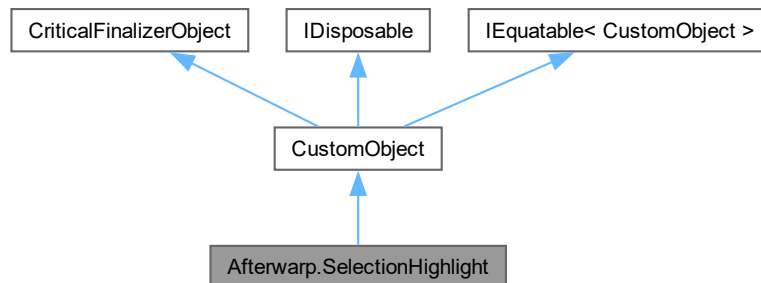 CriticalFinalizerObject
IDisposable
IEquatable< CustomObject >
CustomObject
Afterwarp.SelectionHighlight